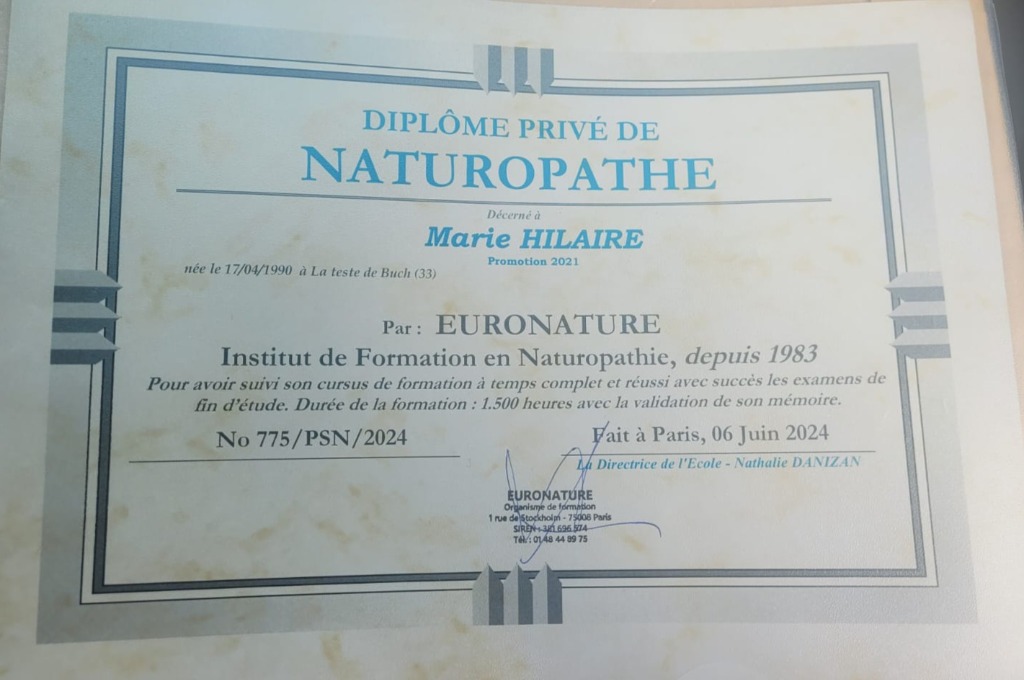 DIPLÔME PRIVÉ DE
NATUROPATHE
Décerné à
Marie HILAIRE
Promotion 2021
née le 17/04/1990 à La teste de Buch (33)
Par : EURONATURE
Institut de Formation en Naturopathie, depuis 1983
Pour avoir suivi son cursus de formation à temps complet et réussi avec succès les examens de
fin d'étude. Durée de la formation : 1.500 heures avec la validation de son mémoire.
No 775/PSN/2024
Fait à Paris, 06 Juin 2024
La Directrice de l'Ecole - Nathalie DANIZAN
EURONATURE
Organisme de formation
1 rue de Stockholm - 75008 Paris
SIREN :
Tél. : 01 48 44 89 75